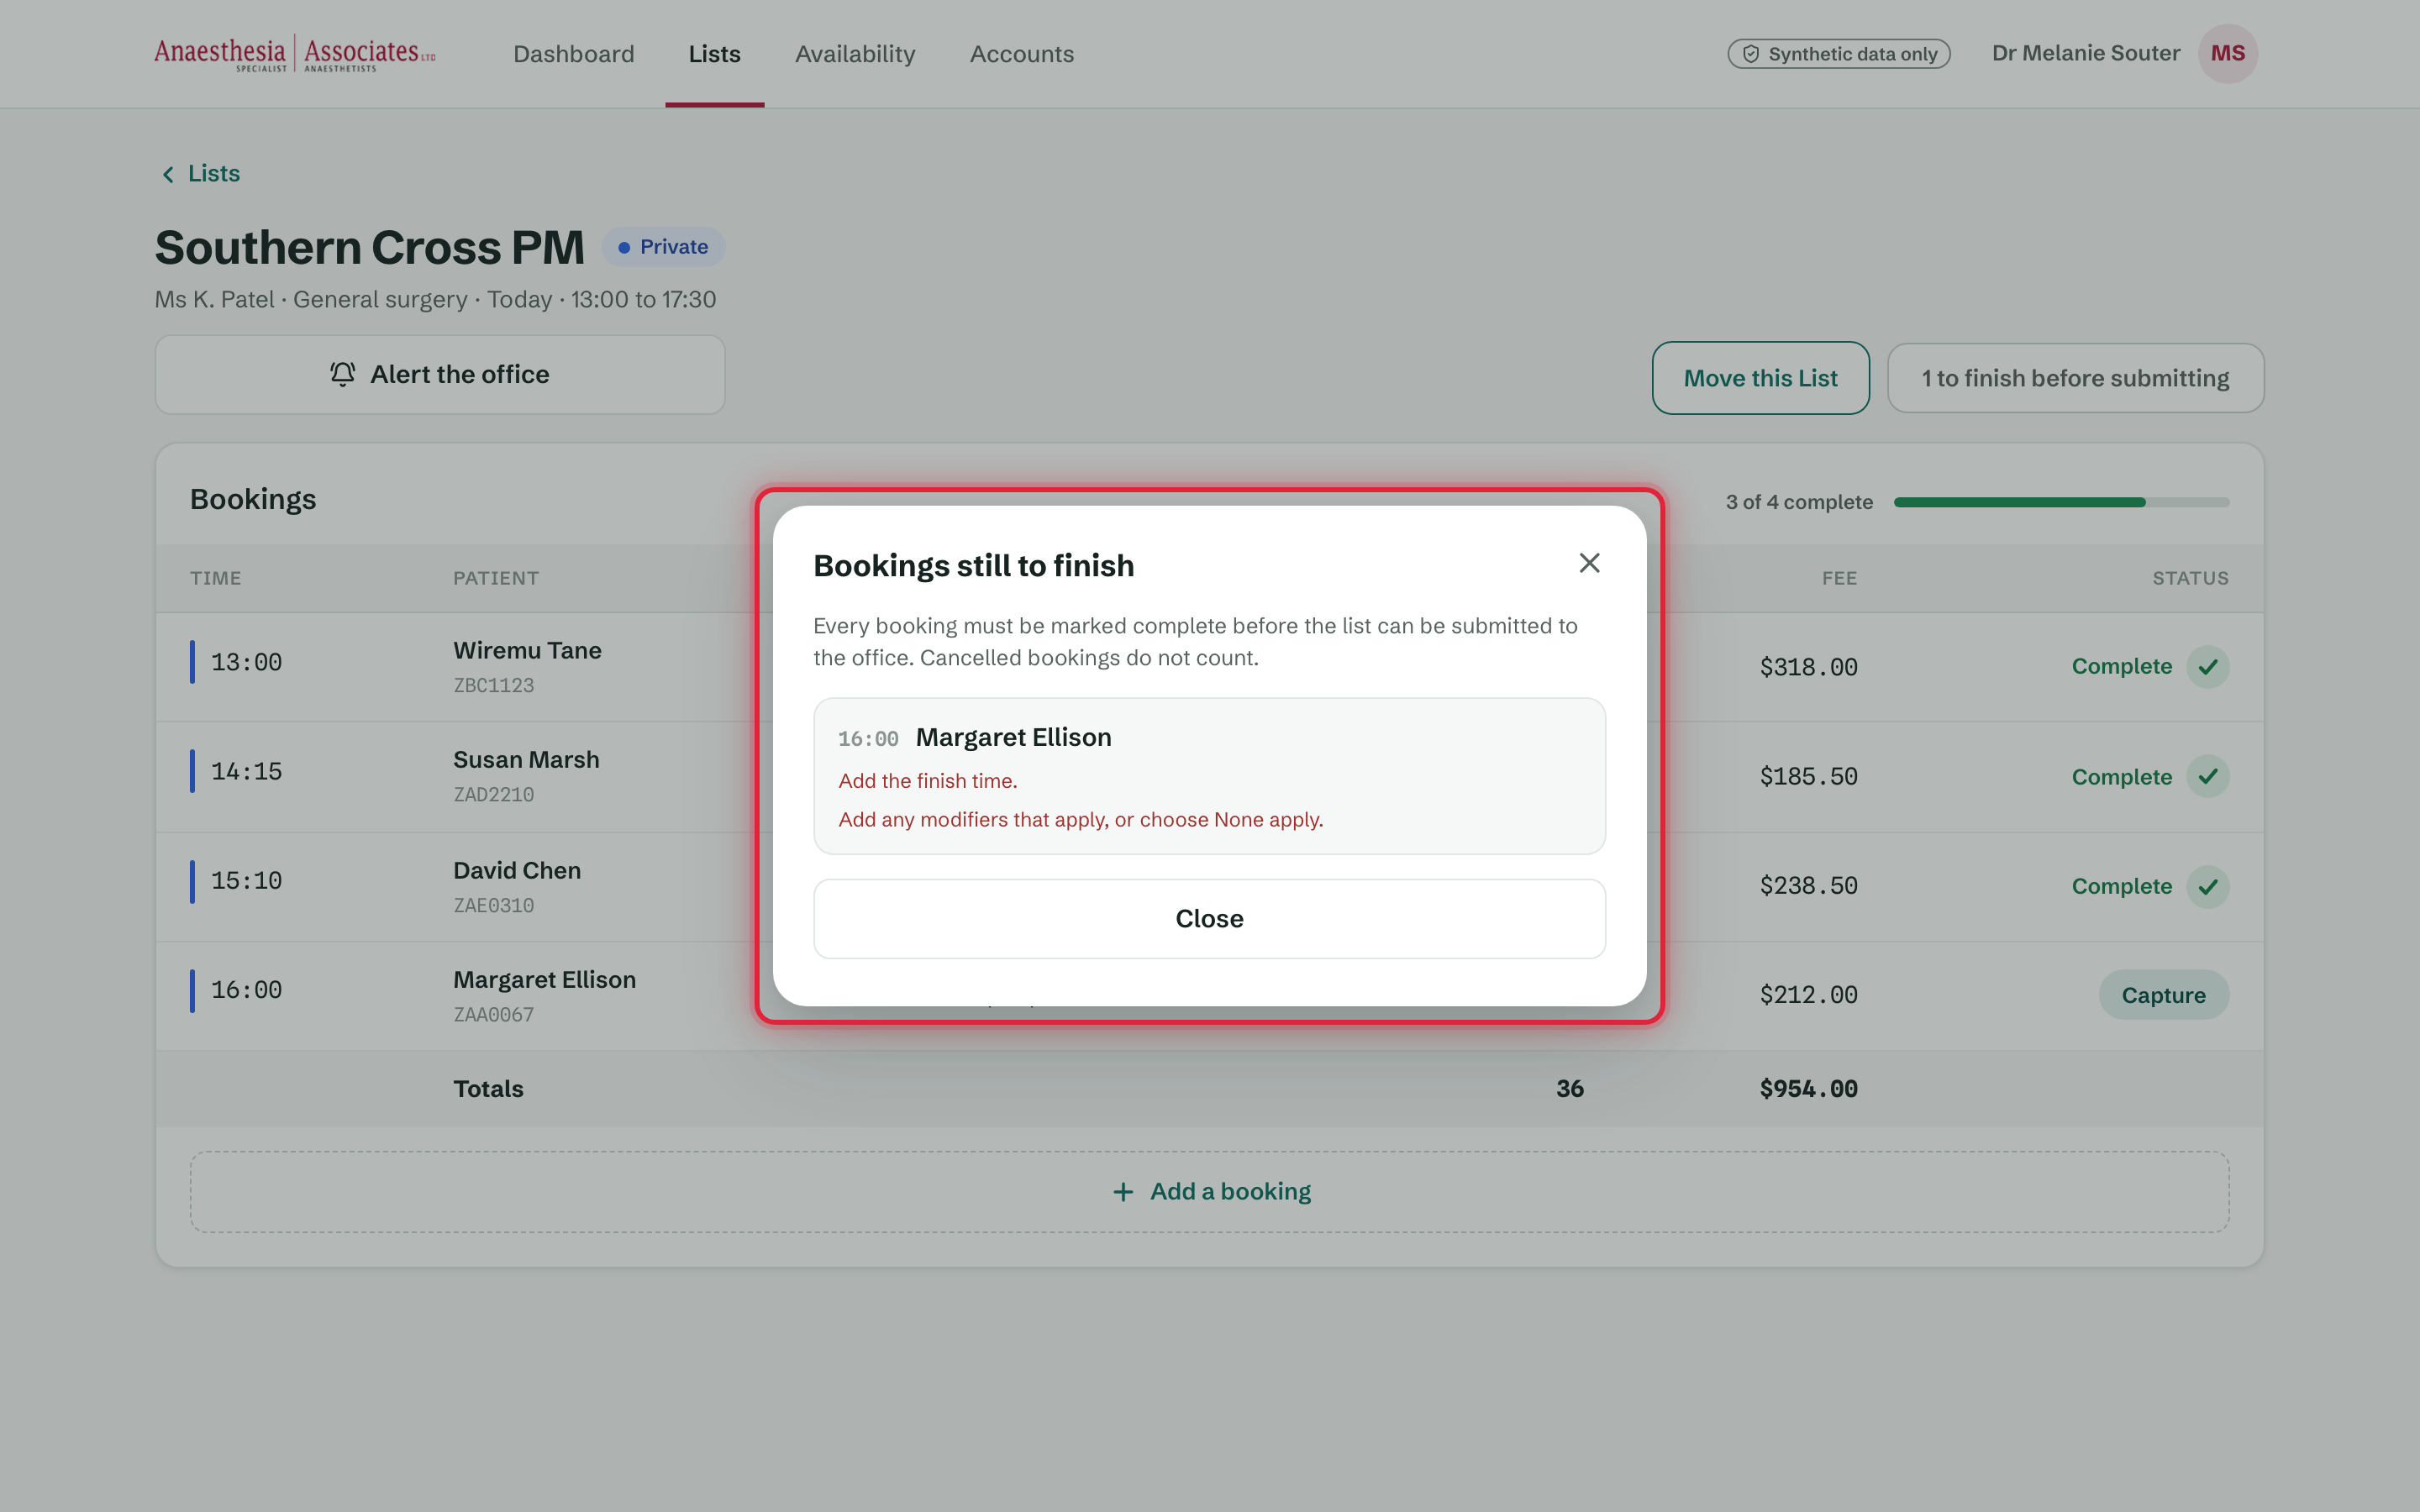 Anaesthesia Associates LTD
SPECIALIST ANAESTHETISTS
Dashboard
Lists
Availability
Accounts
Synthetic data only
Dr Melanie Souter
MS
Lists
Southern Cross PM
Private
Ms K. Patel · General surgery · Today · 13:00 to 17:30
Alert the office
Move this List
1 to finish before submitting
Bookings
3 of 4 complete
TIME
PATIENT
FEE
STATUS
13:00
Wiremu Tane
ZBC1123
$318.00
Complete
14:15
Susan Marsh
ZAD2210
$185.50
Complete
15:10
David Chen
ZAE0310
$238.50
Complete
16:00
Margaret Ellison
ZAA0067
$212.00
Capture
Totals
36
$954.00
Add a booking
Bookings still to finish
Every booking must be marked complete before the list can be submitted to
the office. Cancelled bookings do not count.
16:00 Margaret Ellison
Add the finish time.
Add any modifiers that apply, or choose None apply.
Close